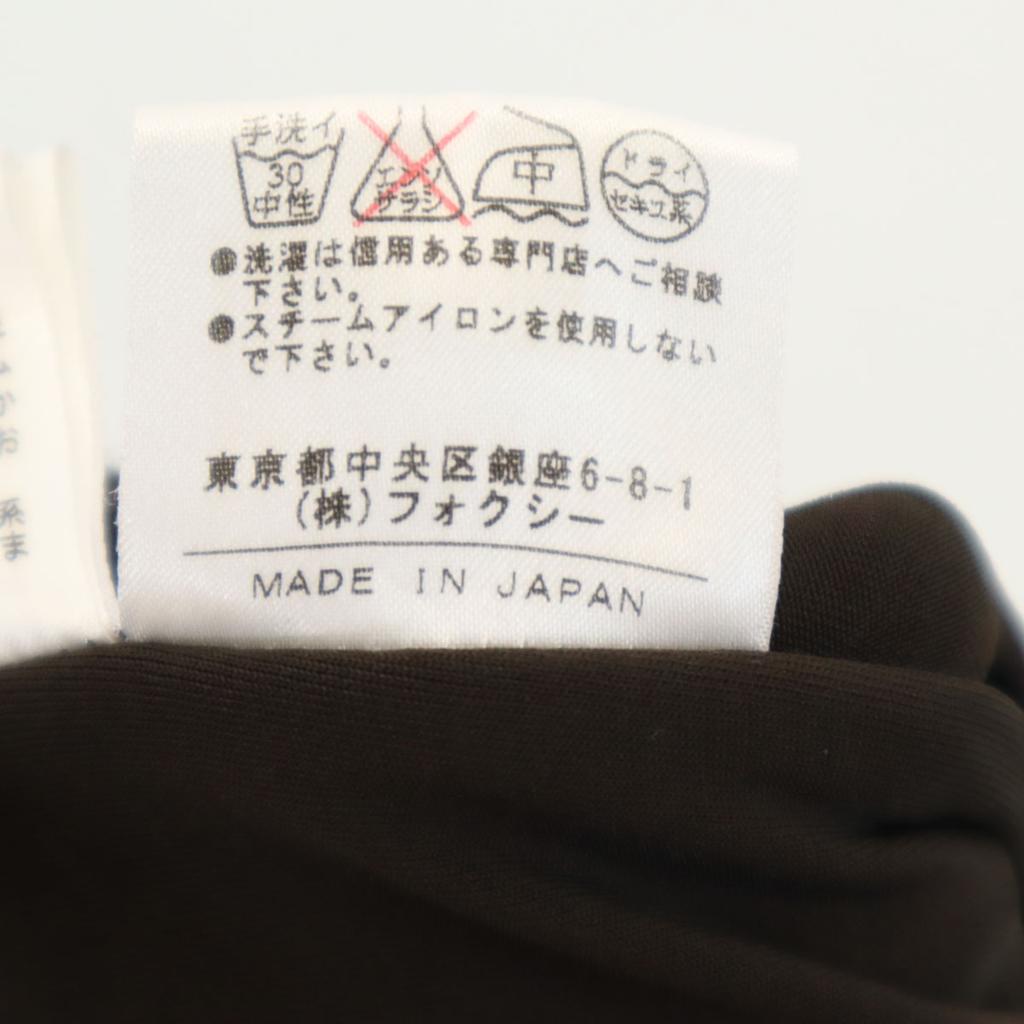 手洗イ
30
中性
エンソ
サラシ
中
ドライ
セキユ系
●洗濯は信用ある専門店へご相談
下さい。
●スチームアイロンを使用しない
で下さい。
東京都中央区銀座6-8-1
(株)フォクシー
MADE IN JAPAN